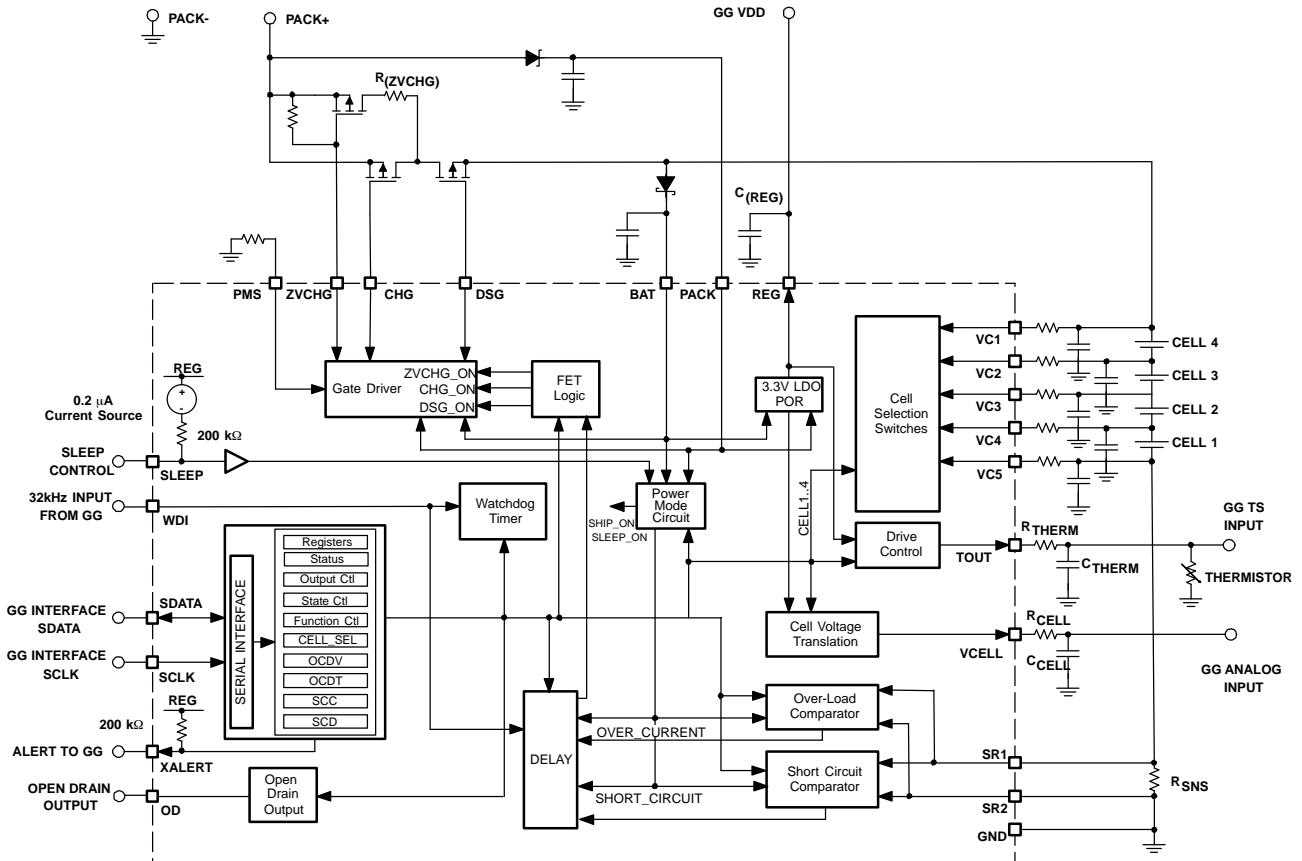 PACK-
PACK+
GG VDD
R(ZVCHG)
C(REG)
PMS
ZVCHG
CHG
DSG
BAT
PACK
REG
REG
+
-
0.2 μA
Current Source
200 kΩ
SLEEP
CONTROL
SLEEP
32kHz INPUT
FROM GG
WDI
Gate Driver
ZVCHG_ON
CHG_ON
DSG_ON
FET
Logic
3.3V LDO
POR
Cell
Selection
Switches
VC1
VC2
VC3
VC4
VC5
CELL 4
CELL 3
CELL 2
CELL 1
Watchdog
Timer
Power
Mode
Circuit
SHIP_ON
SLEEP_ON
CELL1..4
Drive
Control
TOUT
RTHERM
CTHERM
GG TS
INPUT
THERMISTOR
SERIAL INTERFACE
Registers
Status
Output Ctl
State Ctl
Function Ctl
CELL_SEL
OCDV
OCDT
SCC
SCD
GG INTERFACE
SDATA
SDATA
GG INTERFACE
SCLK
SCLK
REG
200 kΩ
ALERT TO GG
XALERT
OPEN DRAIN
OUTPUT
OD
Open
Drain
Output
Cell Voltage
Translation
VCELL
RCELL
CCELL
GG ANALOG
INPUT
DELAY
OVER_CURRENT
SHORT_CIRCUIT
Over-Load
Comparator
Short Circuit
Comparator
SR1
SR2
GND
RSNS